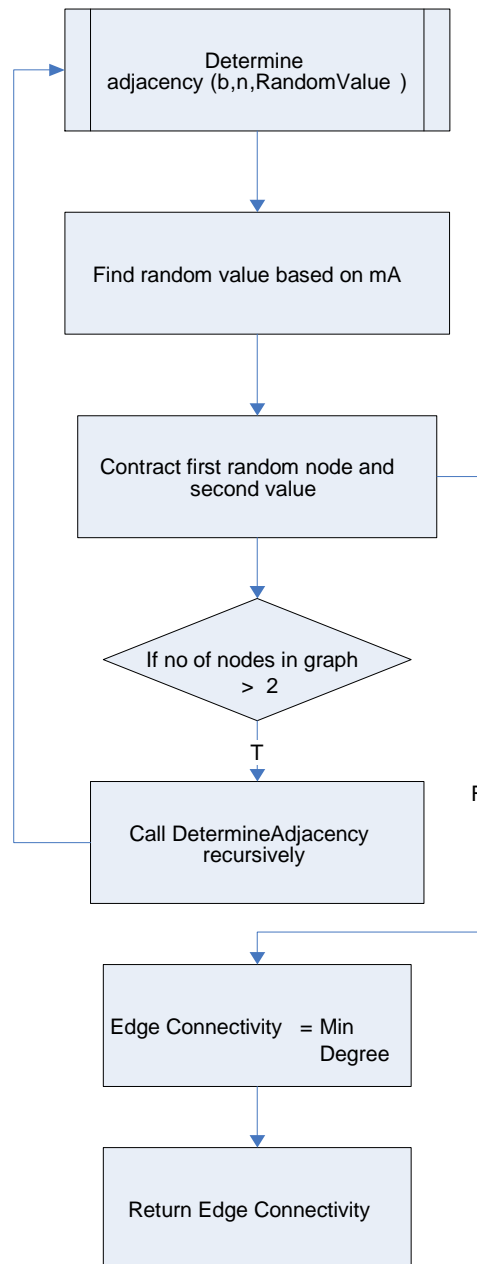 Determine
adjacency (b,n,RandomValue )
Find random value based on mA
Contract first random node and
second value
If no of nodes in graph
> 2
T
F
Call DetermineAdjacency
recursively
Edge Connectivity = Min
Degree
Return Edge Connectivity